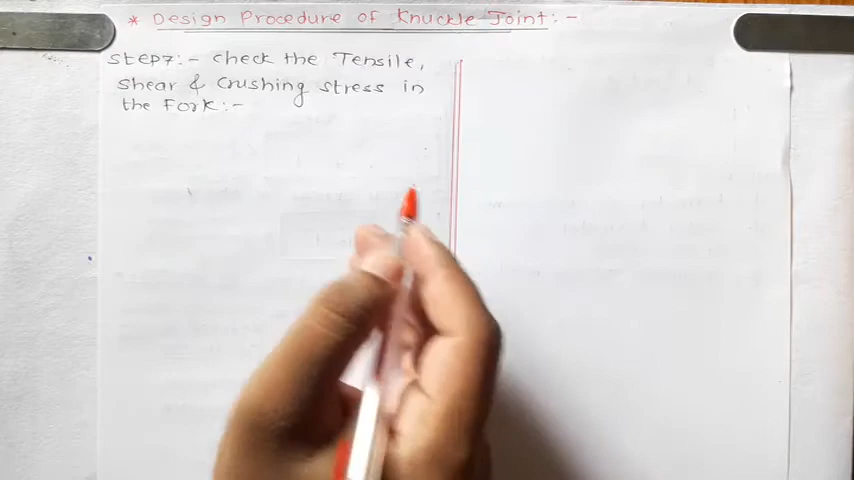 * Design Procedure of Knuckle Joint:-
STEP7:- check the Tensile,
shear & Crushing stress in
the Fork:-